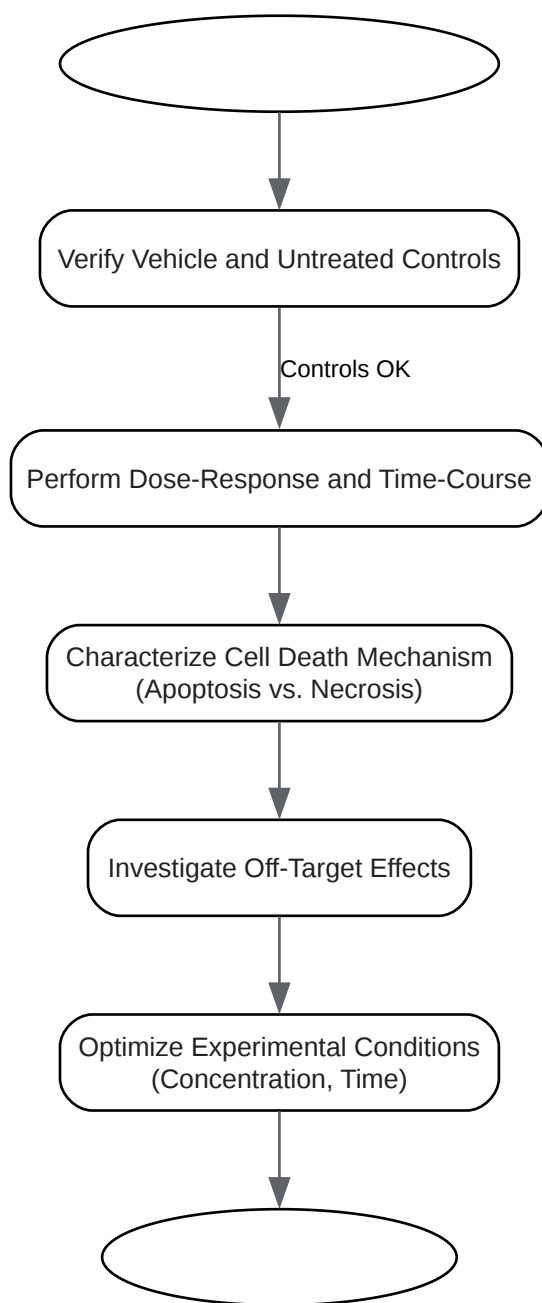 Verify Vehicle and Untreated Controls
Controls OK
Perform Dose-Response and Time-Course
Characterize Cell Death Mechanism
(Apoptosis vs. Necrosis)
Investigate Off-Target Effects
Optimize Experimental Conditions
(Concentration, Time)